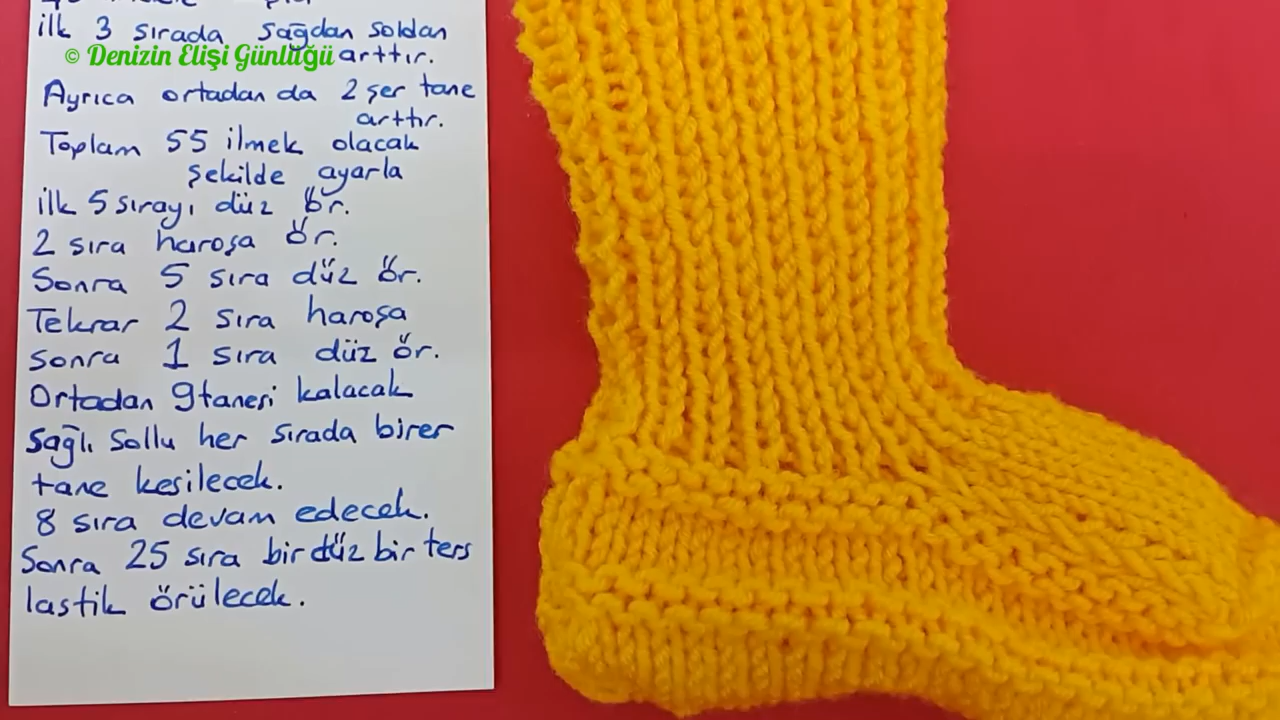 ilk 3 sırada sağdan soldan
© Denizin Elişi Günlüğü
arttır.
Ayrıca ortadan da 2 şer tane
arttır.
Toplam 55 ilmek olacak
şekilde ayarla
ilk 5 sırayı düz ör.
2 sıra haroşa ör.
Sonra 5 sıra düz ör.
Tekrar 2 sıra haroşa
sonra 1 sıra düz ör.
Ortadan 9 tanesi kalacak
sağlı sollu her sırada birer
tane kesilecek.
8 sıra devam edecek.
Sonra 25 sıra bir düz bir ters
lastik örülecek.